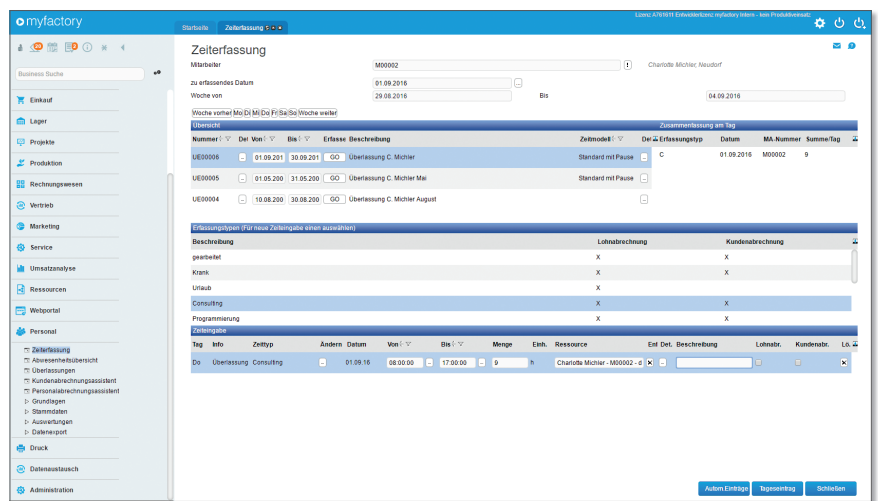 myfactory
Lizenz A761611 Entwicklerlizenz myfactory Intern - kein Produktiveinsatz
Startseite
Zeiterfassung
Business Suche
Einkauf
Lager
Projekte
Produktion
Rechnungswesen
Vertrieb
Marketing
Service
Umsatzanalyse
Ressourcen
Webportal
Personal
Zeiterfassung
Abwesenheitsübersicht
Überlassungen
Kundenabrechnungsassistent
Personalabrechnungsassistent
Grundlagen
Stammdaten
Auswertungen
Datenexport
Druck
Datenaustausch
Administration
Zeiterfassung
Mitarbeiter M00002 ! Charlotte Michler, Neudorf
zu erfassendes Datum 01.09.2016 ...
Woche von 29.08.2016 Bis 04.09.2016
Woche vorher Mo Di Mi Do Fr Sa So Woche weiter
Übersicht Zusammenfassung am Tag
Nummer Det Von Bis Erfasse Beschreibung Zeitmodell Det Erfassungstyp Datum MA-Nummer Summe/Tag
UE00006 ... 01.09.201 30.09.201 GO Überlassung C. Michler Standard mit Pause ... C 01.09.2016 M00002 9
UE00005 ... 01.05.200 31.05.200 GO Überlassung C. Michler Mai Standard mit Pause ...
UE00004 ... 10.08.200 30.08.200 GO Überlassung C. Michler August ...
Erfassungstypen (Für neue Zeiteingabe einen auswählen)
Beschreibung Lohnabrechnung Kundenabrechnung
gearbeitet X X
Krank X X
Urlaub X
Consulting X X
Programmierung X X
Zeiteingabe
Tag Info Zeittyp Ändern Datum Von Bis Menge Einh. Ressource Ent Det. Beschreibung Lohnabr. Kundenabr. Lö.
Do Überlassung Consulting ... 01.09.16 08:00:00 ... 17:00:00 ... 9 h Charlotte Michler - M00002 - d
Autom.Einträge Tageseintrag Schließen